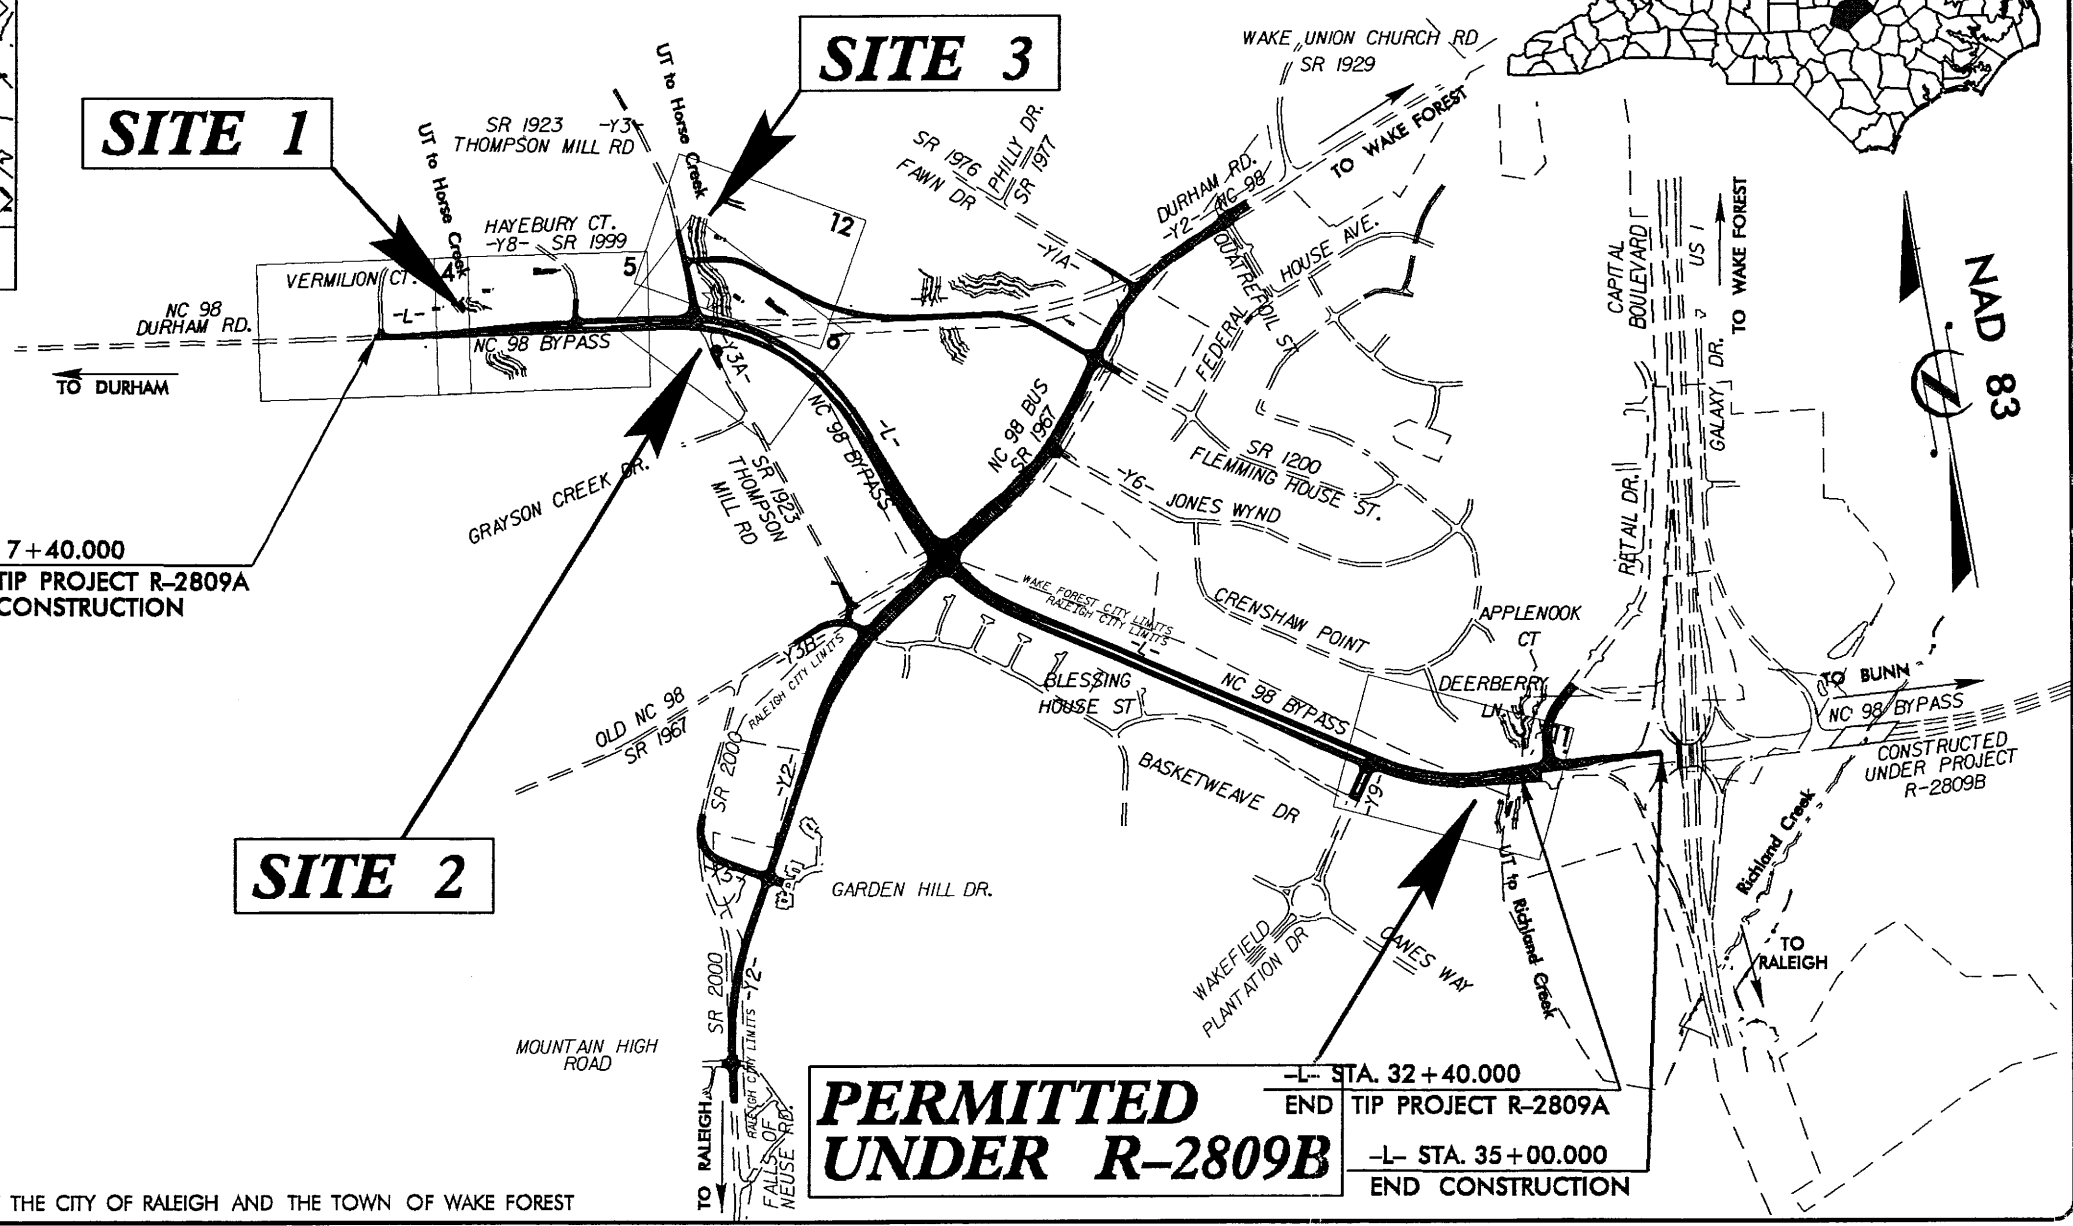 SITE 3
WAKE UNION CHURCH RD
SR 1929
SITE 1
UT to Horse Creek
UT to Horse Creek
SR 1923 -Y3-
THOMPSON MILL RD
SR 1976
FAWN DR
PHILLY DR.
SR 1977
DURHAM RD.
-Y2- NC 98
TO WAKE FOREST
HAYEBURY CT.
-Y8- SR 1999
12
5
4
VERMILION CT.
-L-
NC 98
DURHAM RD.
NC 98 BYPASS
TO DURHAM
-Y1A-
QUATREFOIL ST
FEDERAL HOUSE AVE.
CAPITAL
BOULEVARD
US 1
TO WAKE FOREST
NAD 83
6
-Y3A-
NC 98 BYPASS
-L-
NC 98 BUS
SR 1967
GALAXY DR.
RETAIL DR.
SR 1200
FLEMMING HOUSE ST.
-Y6- JONES WYND
GRAYSON CREEK DR.
SR 1923
THOMPSON
MILL RD
7+40.000
TIP PROJECT R-2809A
CONSTRUCTION
WAKE FOREST CITY LIMITS
RALEIGH CITY LIMITS
-L-
CRENSHAW POINT
APPLENOOK
CT
-Y3B-
RALEIGH CITY LIMITS
BLESSING
HOUSE ST
NC 98 BYPASS
DEERBERRY
LN.
11
TO BUNN
NC 98 BYPASS
CONSTRUCTED
UNDER PROJECT
R-2809B
OLD NC 98
SR 1967
SR 2000
-Y2-
BASKETWEAVE DR
-Y9-
Richland Creek
UT to Richland Creek
SITE 2
GARDEN HILL DR.
WAKEFIELD
PLANTATION DR
CANES WAY
TO
RALEIGH
SR 2000
-Y2-
RALEIGH CITY LIMITS
MOUNTAIN HIGH
ROAD
PERMITTED
UNDER R-2809B
-L- STA. 32+40.000
END TIP PROJECT R-2809A
-L- STA. 35+00.000
END CONSTRUCTION
TO RALEIGH
RALEIGH CITY LIMITS
FALLS OF
NEUSE RD.
THE CITY OF RALEIGH AND THE TOWN OF WAKE FOREST